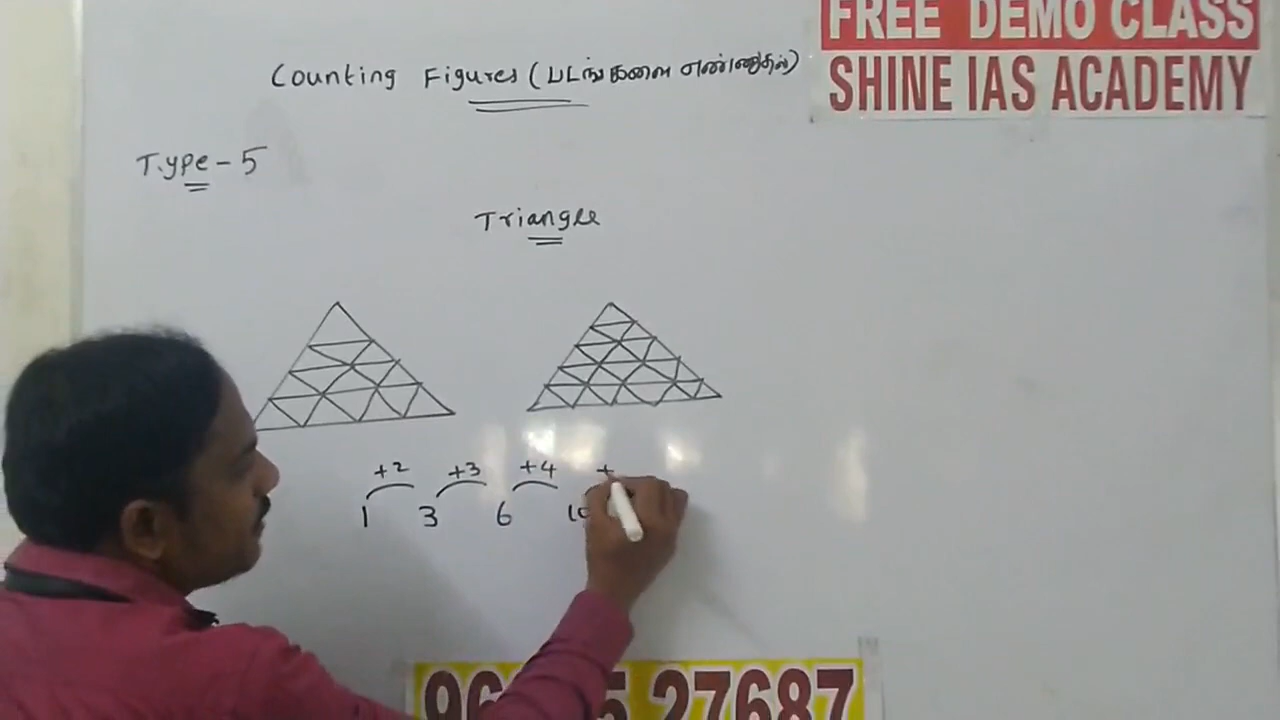 FREE DEMO CLASS
SHINE IAS ACADEMY
Counting Figures (படங்களை எண்ணுதல்)
Type - 5
Triangle
+2 +3 +4 +
1 3 6
27687